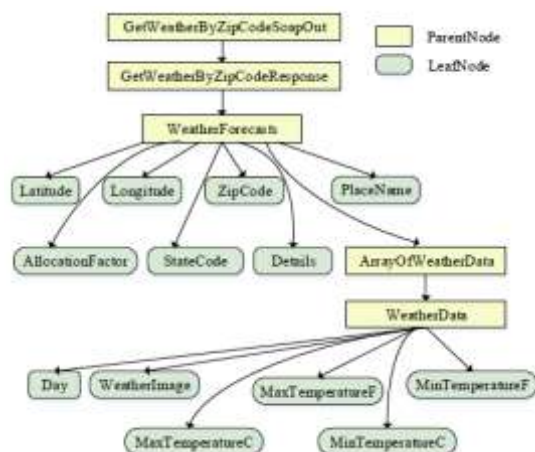 GetWeatherByZipCodeSoapOut
ParentNode
GetWeatherByZipCodeResponse
LeafNode
WeatherForecasts
Latitude
Longitude
ZipCode
PlaceName
AllocationFactor
StateCode
Details
ArrayOfWeatherData
WeatherData
Day
WeatherImage
MaxTemperatureF
MinTemperatureF
MaxTemperatureC
MinTemperatureC